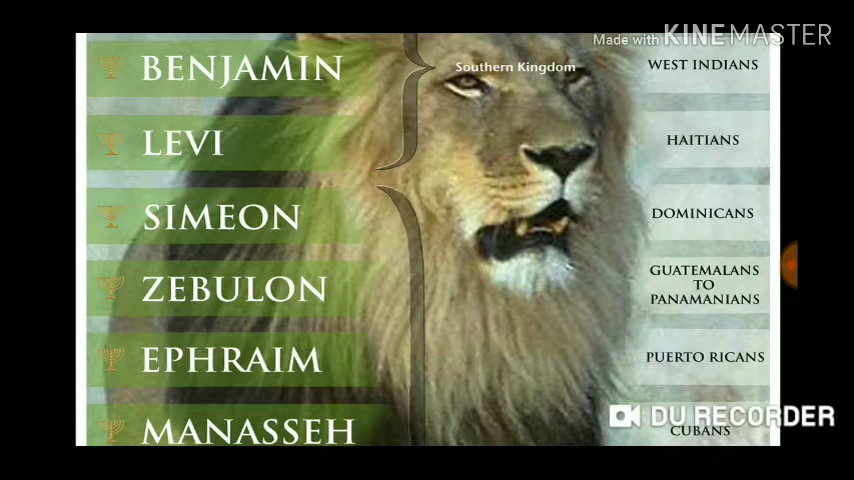 Made with KINEMASTER
BENJAMIN
Southern Kingdom
WEST INDIANS
LEVI
HAITIANS
SIMEON
DOMINICANS
ZEBULON
GUATEMALANS
TO
PANAMANIANS
EPHRAIM
PUERTO RICANS
DU RECORDER
MANASSEH
CUBANS